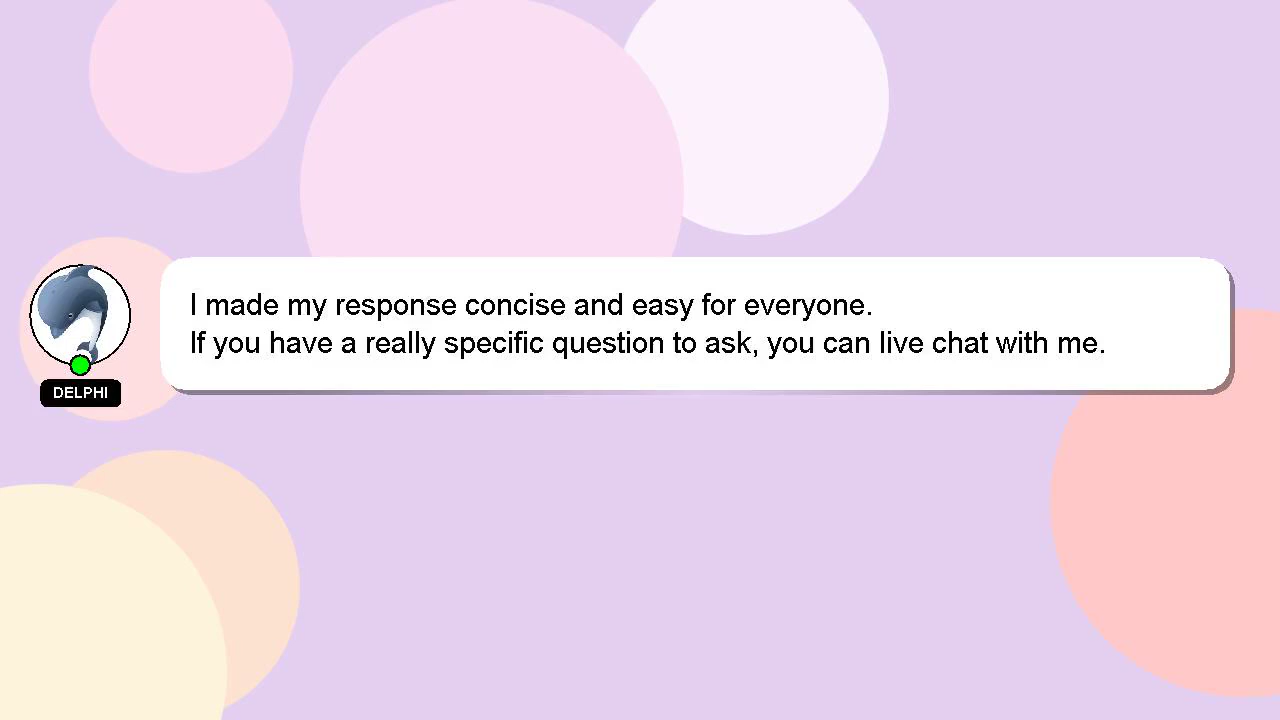 I made my response concise and easy for everyone.
If you have a really specific question to ask, you can live chat with me.
DELPHI